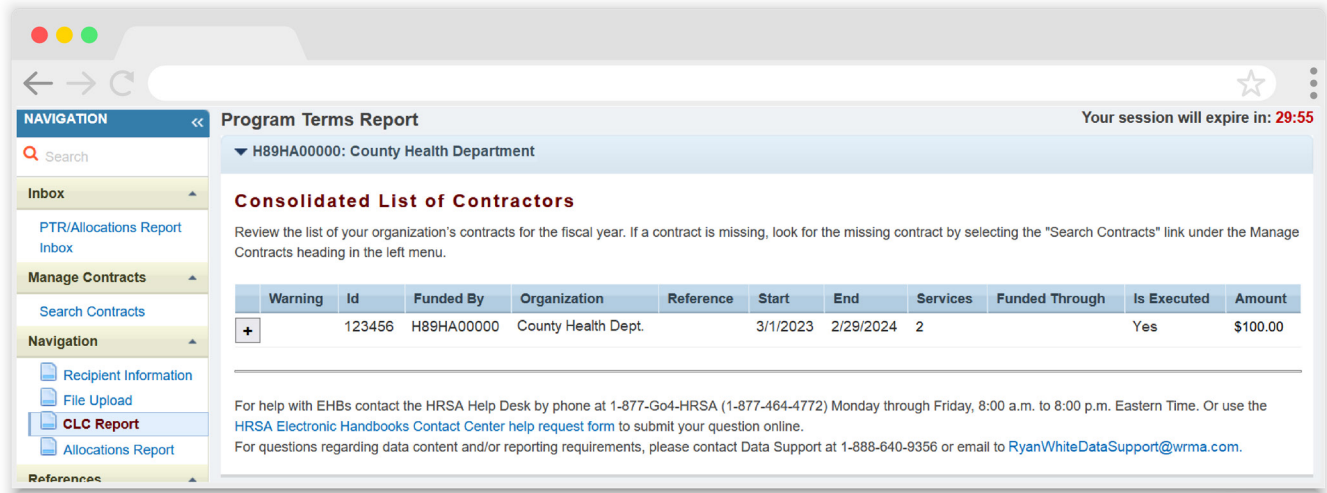 NAVIGATION «
Program Terms Report
Your session will expire in: 29:55
Search
H89HA00000: County Health Department
Inbox
PTR/Allocations Report
Inbox
Manage Contracts
Search Contracts
Navigation
Recipient Information
File Upload
CLC Report
Allocations Report
References
Consolidated List of Contractors
Review the list of your organization's contracts for the fiscal year. If a contract is missing, look for the missing contract by selecting the "Search Contracts" link under the Manage
Contracts heading in the left menu.
Warning Id Funded By Organization Reference Start End Services Funded Through Is Executed Amount
+ 123456 H89HA00000 County Health Dept. 3/1/2023 2/29/2024 2 Yes $100.00
For help with EHBs contact the HRSA Help Desk by phone at 1-877-Go4-HRSA (1-877-464-4772) Monday through Friday, 8:00 a.m. to 8:00 p.m. Eastern Time. Or use the
HRSA Electronic Handbooks Contact Center help request form to submit your question online.
For questions regarding data content and/or reporting requirements, please contact Data Support at 1-888-640-9356 or email to RyanWhiteDataSupport@wrma.com.